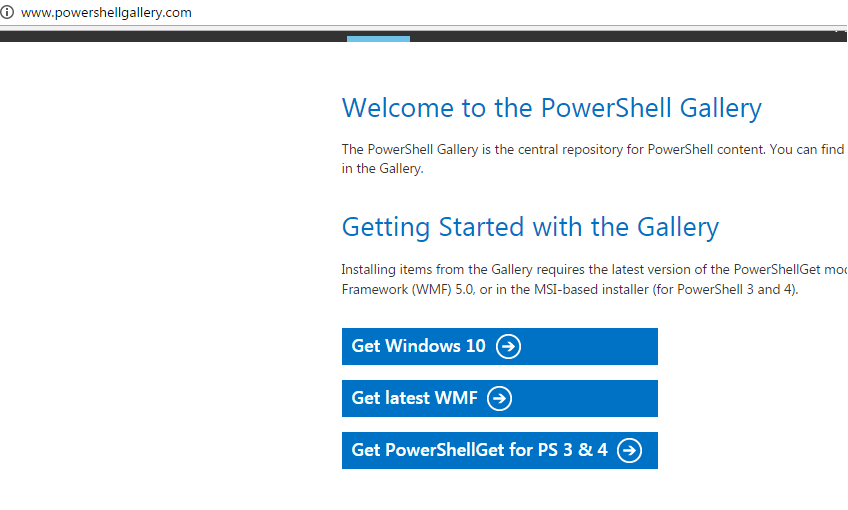 www.powershellgallery.com
Welcome to the PowerShell Gallery
The PowerShell Gallery is the central repository for PowerShell content. You can find
in the Gallery.
Getting Started with the Gallery
Installing items from the Gallery requires the latest version of the PowerShellGet
Framework (WMF) 5.0, or in the MSI-based installer (for PowerShell 3 and 4).
Get Windows 10
Get latest WMF
Get PowerShellGet for PS 3 & 4